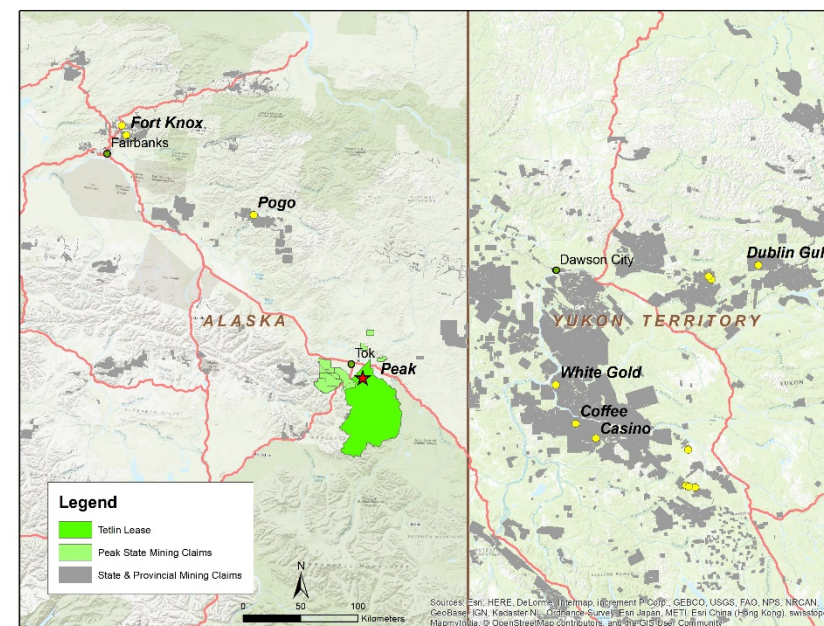 Fort Knox
Fairbanks
Pogo
Dawson City
Dublin Gul
ALASKA
YUKON TERRITORY
Tok
Peak
YUKON
White Gold
Coffee
Casino
Legend
Tetlin Lease
Peak State Mining Claims
State & Provincial Mining Claims
N
0 50 100
Kilometers
Sources: Esri, HERE, DeLorme, Intermap, increment P Corp., GEBCO, USGS, FAO, NPS, NRCAN,
GeoBase, IGN, Kadaster NL, Ordnance Survey, Esri Japan, METI, Esri China (Hong Kong), swisstopo,
MapmyIndia, © OpenStreetMap contributors, and the GIS User Community